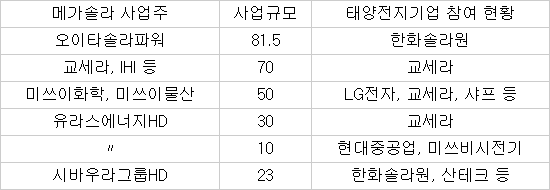 메가솔라 사업주 사업규모 태양전지기업 참여 현황
오이타솔라파워 81.5 한화솔라원
교세라, IHI 등 70 교세라
미쓰이화학, 미쓰이물산 50 LG전자, 교세라, 샤프 등
유라스에너지HD 30 교세라
〃 10 현대중공업, 미쓰비시전기
시바우라그룹HD 23 한화솔라원, 산테크 등